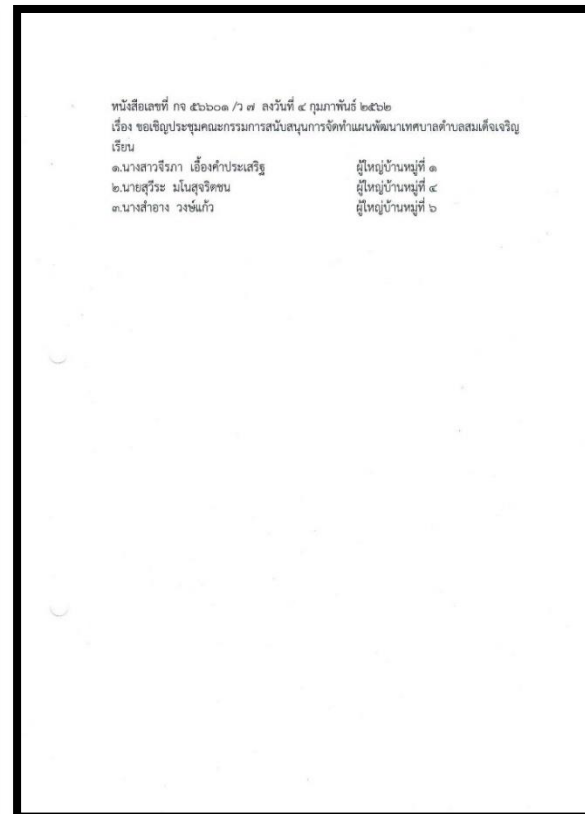 หนังสือเลขที่ กจ ๕๖๖๐๑ /ว ๗ ลงวันที่ ๔ กุมภาพันธ์ ๒๕๖๒
เรื่อง ขอเชิญประชุมคณะกรรมการสนับสนุนการจัดทำแผนพัฒนาเทศบาลตำบลสมเด็จเจริญ
เรียน
๑.นางสาวจีรภา เอื้องคำประเสริฐ ผู้ใหญ่บ้านหมู่ที่ ๑
๒.นายสุวีระ มโนสุจริตชน ผู้ใหญ่บ้านหมู่ที่ ๔
๓.นางสำอาง วงษ์แก้ว ผู้ใหญ่บ้านหมู่ที่ ๖